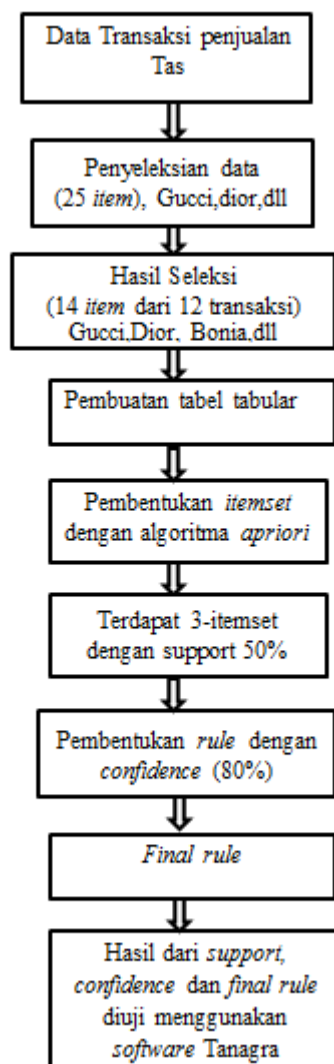 Data Transaksi penjualan
Tas
Penyeleksian data
(25 item), Gucci,dior,dll
Hasil Seleksi
(14 item dari 12 transaksi)
Gucci,Dior, Bonia,dll
Pembuatan tabel tabular
Pembentukan itemset
dengan algoritma apriori
Terdapat 3-itemset
dengan support 50%
Pembentukan rule dengan
confidence (80%)
Final rule
Hasil dari support,
confidence dan final rule
diuji menggunakan
software Tanagra